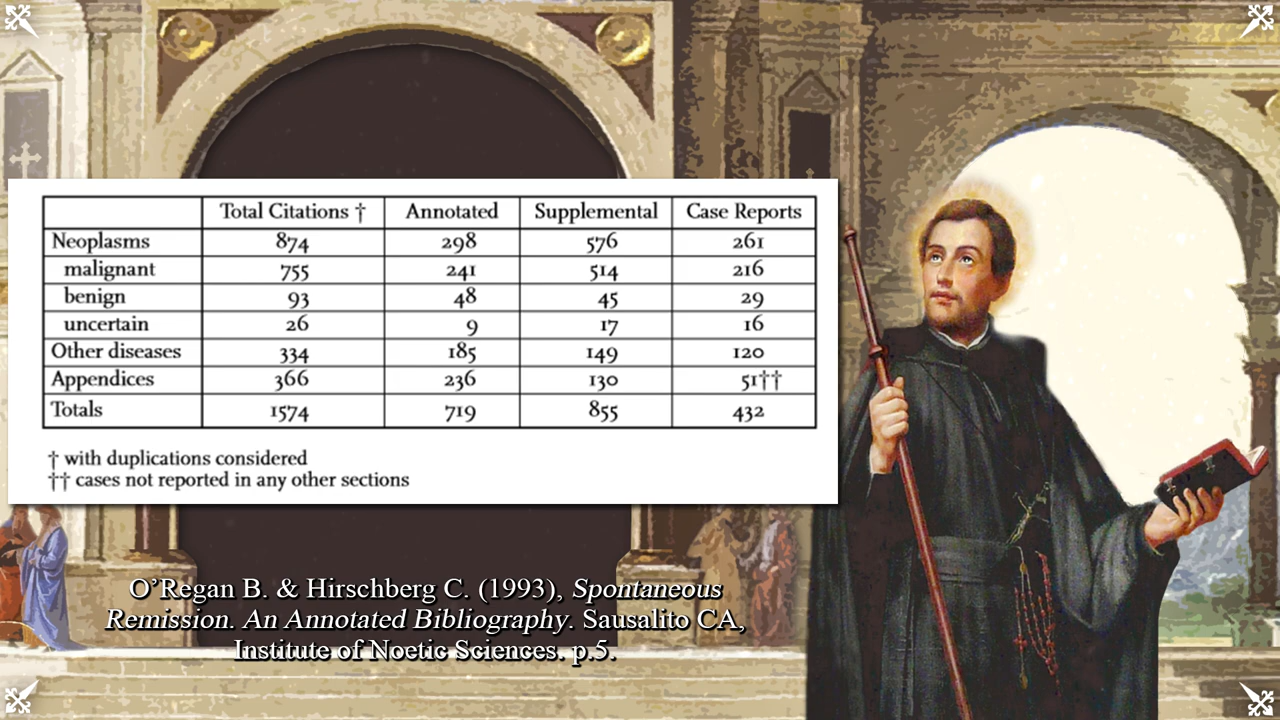 Total Citations † Annotated Supplemental Case Reports
Neoplasms 874 298 576 261
malignant 755 241 514 216
benign 93 48 45 29
uncertain 26 9 17 16
Other diseases 334 185 149 120
Appendices 366 236 130 51††
Totals 1574 719 855 432
† with duplications considered
†† cases not reported in any other sections
O’Regan B. & Hirschberg C. (1993), Spontaneous
Remission. An Annotated Bibliography. Sausalito CA,
Institute of Noetic Sciences. p.5.